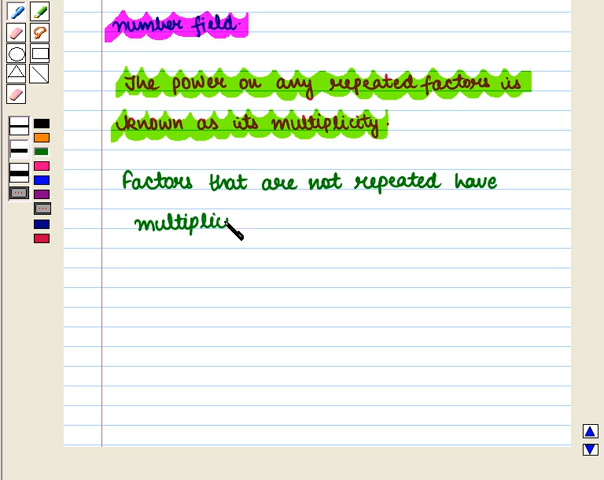 number field.
The power on any repeated factors is
known as its multiplicity.
Factors that are not repeated have
multiplici